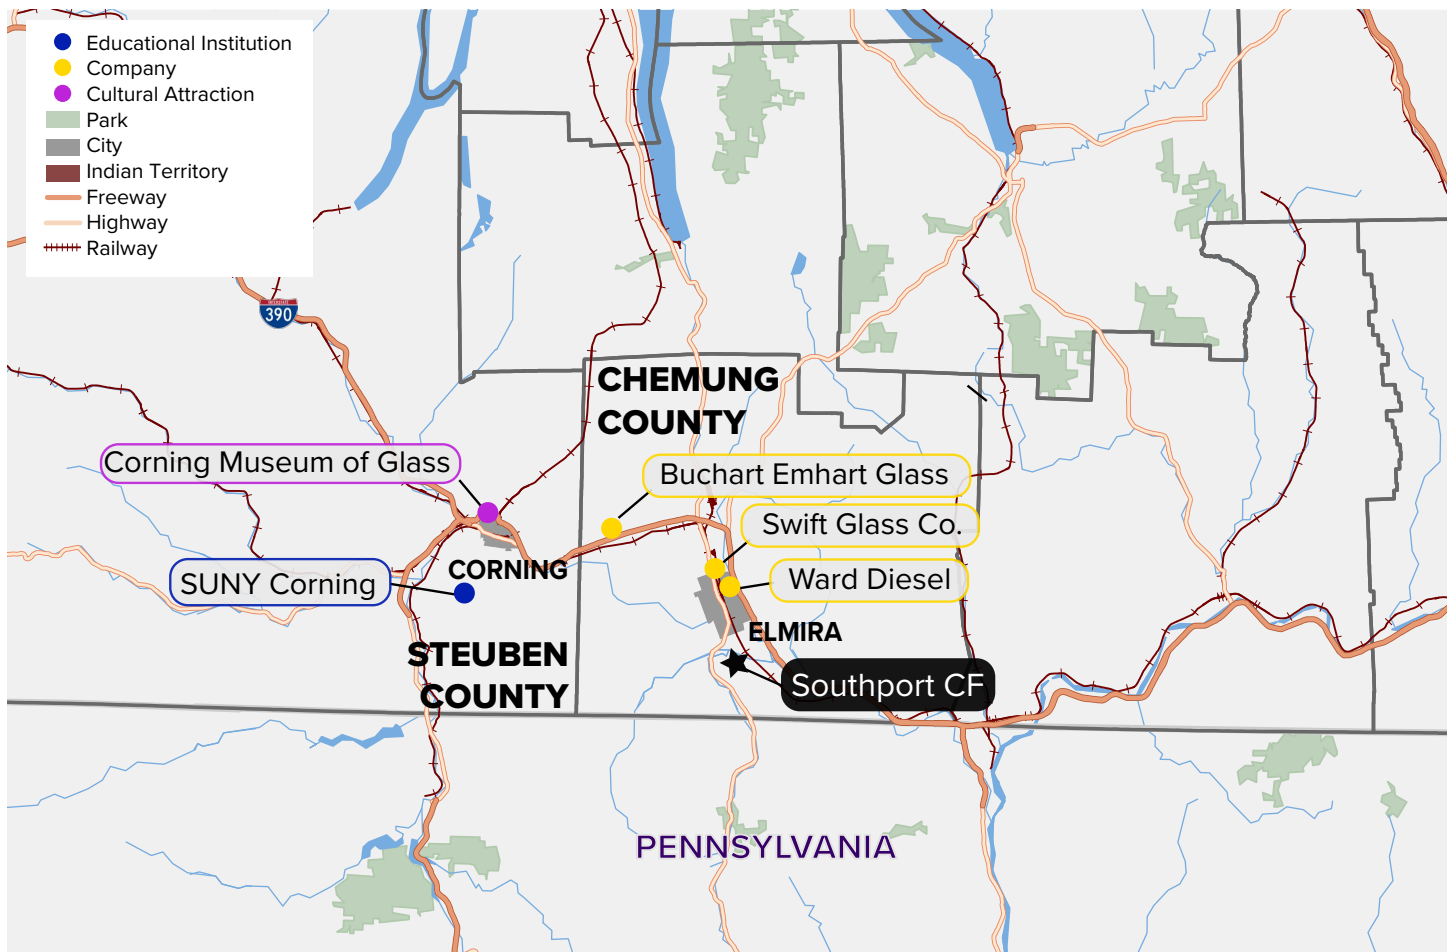 Educational Institution
Company
Cultural Attraction
Park
City
Indian Territory
Freeway
Highway
Railway
390
CHEMUNG
COUNTY
Corning Museum of Glass
Buchart Emhart Glass
Swift Glass Co.
CORNING
SUNY Corning
Ward Diesel
ELMIRA
STEUBEN
COUNTY
Southport CF
PENNSYLVANIA